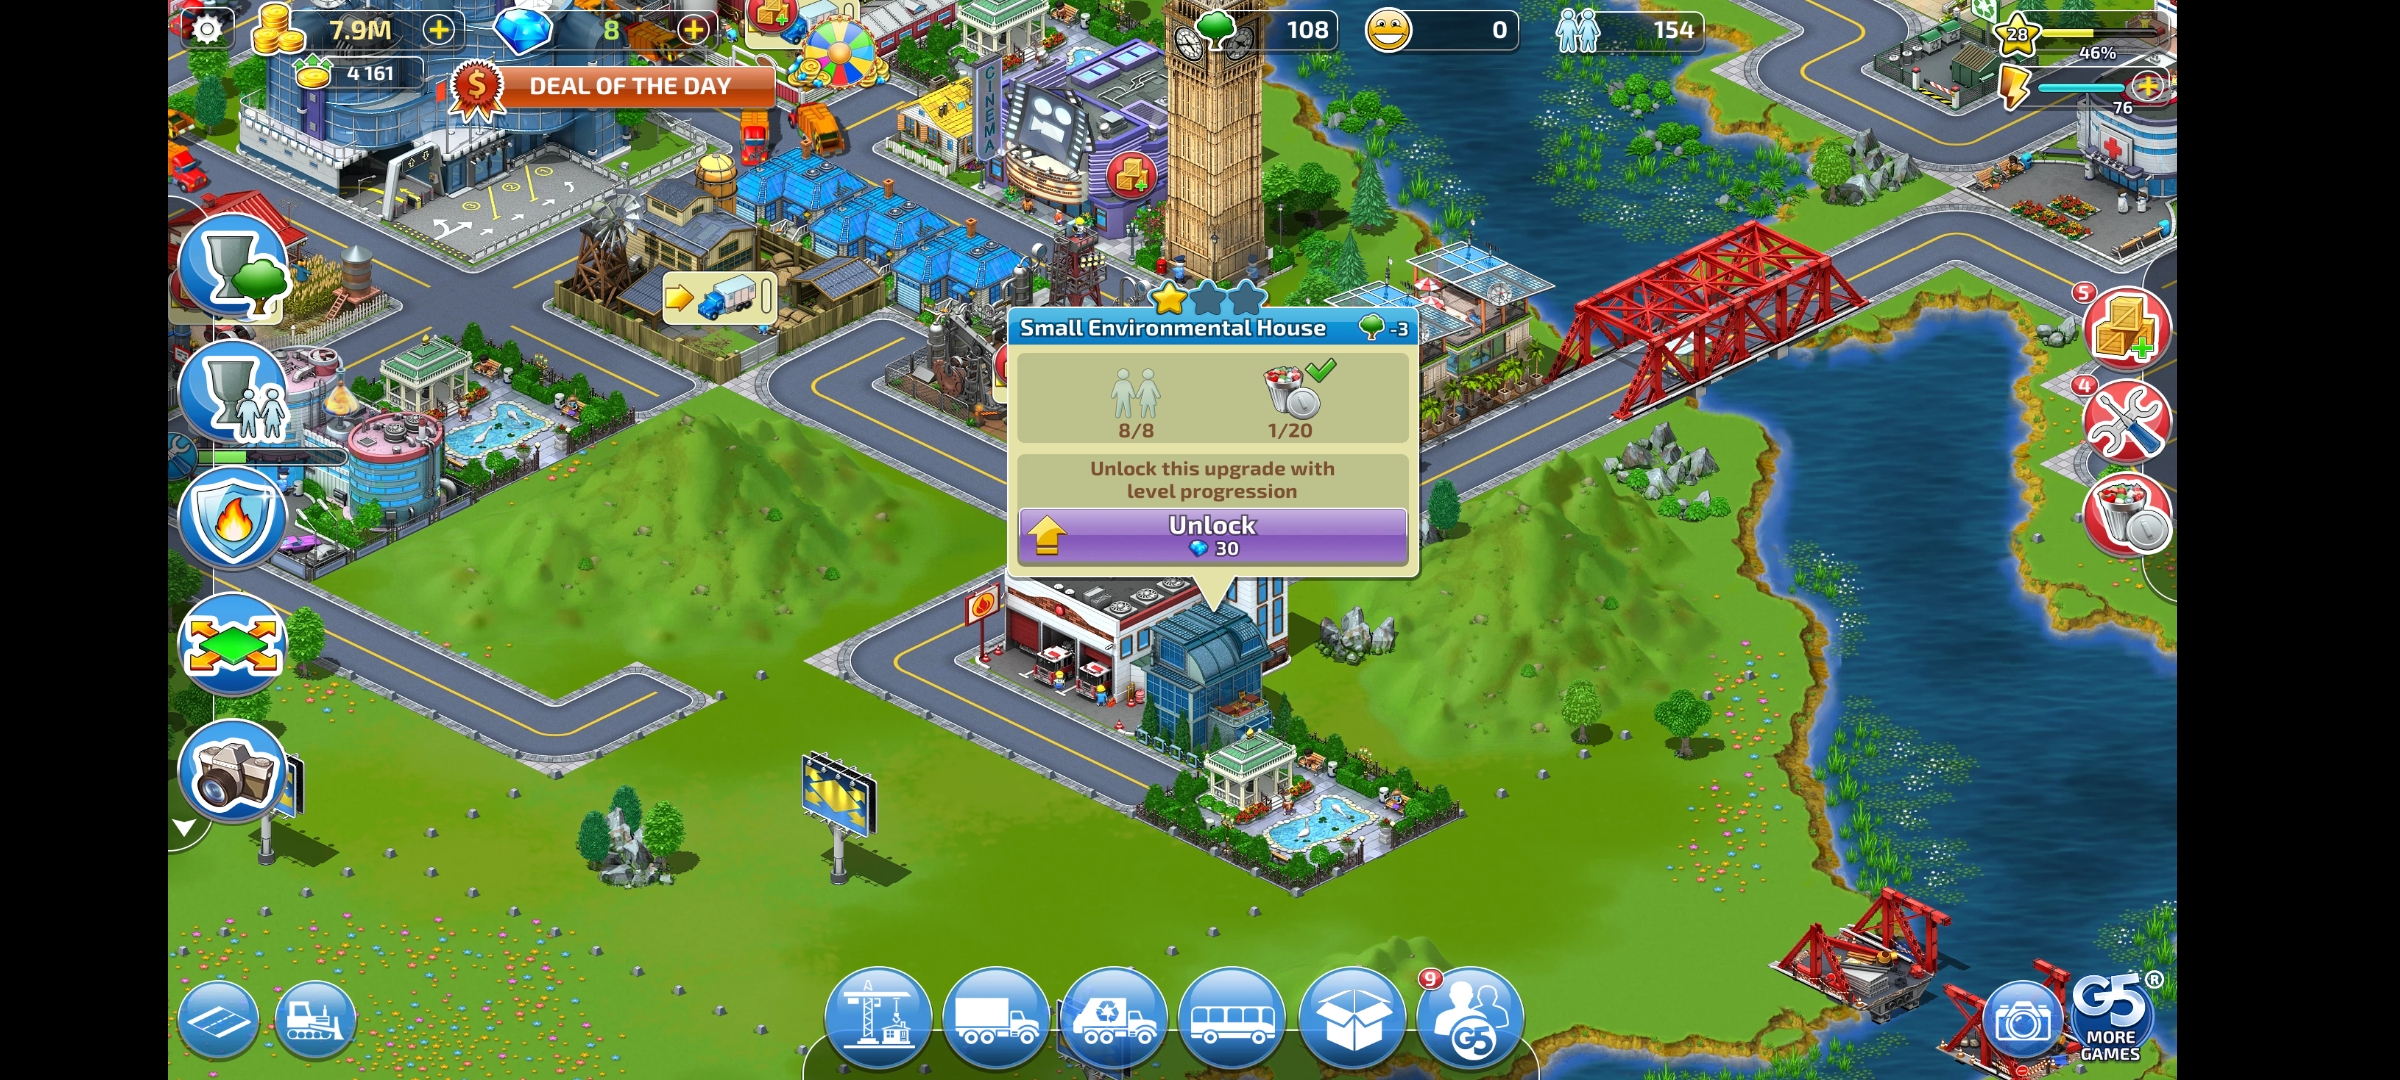 7.9M
8
108
0
154
28
46%
4 161
DEAL OF THE DAY
76
CINEMA
Small Environmental House
-3
8/8
1/20
Unlock this upgrade with
level progression
Unlock
30
5
4
9
G5
G5®
MORE
GAMES